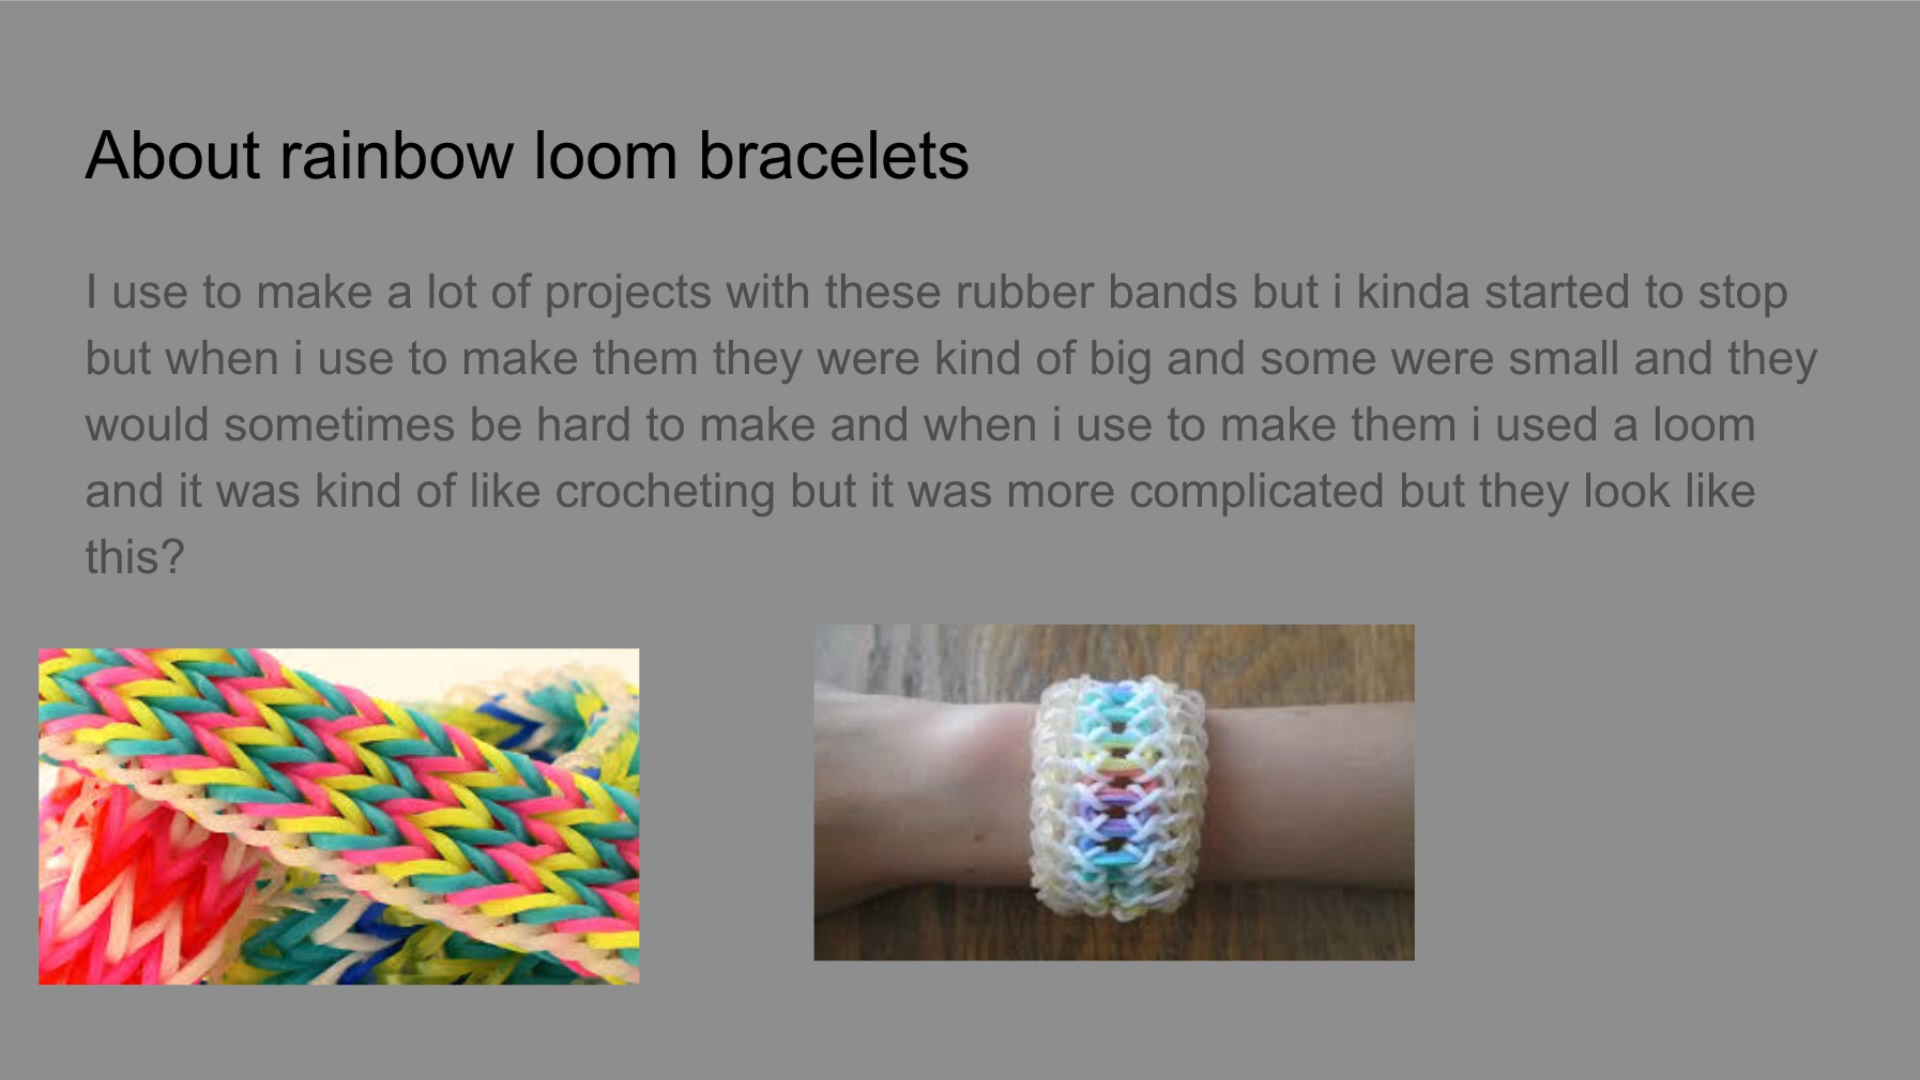 About rainbow loom bracelets
I use to make a lot of projects with these rubber bands but i kinda started to stop
but when i use to make them they were kind of big and some were small and they
would sometimes be hard to make and when i use to make them i used a loom
and it was kind of like crocheting but it was more complicated but they look like
this?